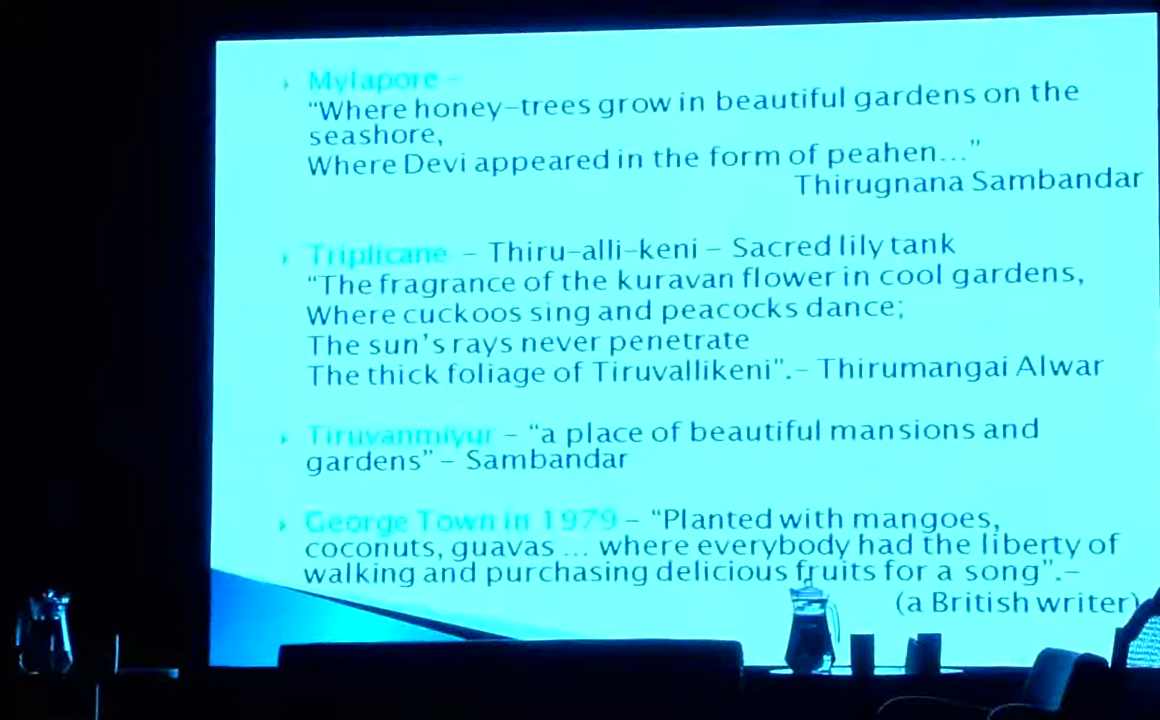 Mylapore –
“Where honey-trees grow in beautiful gardens on the
seashore,
Where Devi appeared in the form of peahen...”
Thirugnana Sambandar
Triplicane – Thiru-alli-keni – Sacred lily tank
“The fragrance of the kuravan flower in cool gardens,
Where cuckoos sing and peacocks dance;
The sun’s rays never penetrate
The thick foliage of Tiruvallikeni”.– Thirumangai Alwar
Tiruvanmiyur – “a place of beautiful mansions and
gardens” – Sambandar
George Town in 1979 – “Planted with mangoes,
coconuts, guavas ... where everybody had the liberty of
walking and purchasing delicious fruits for a song”.–
(a British writer)